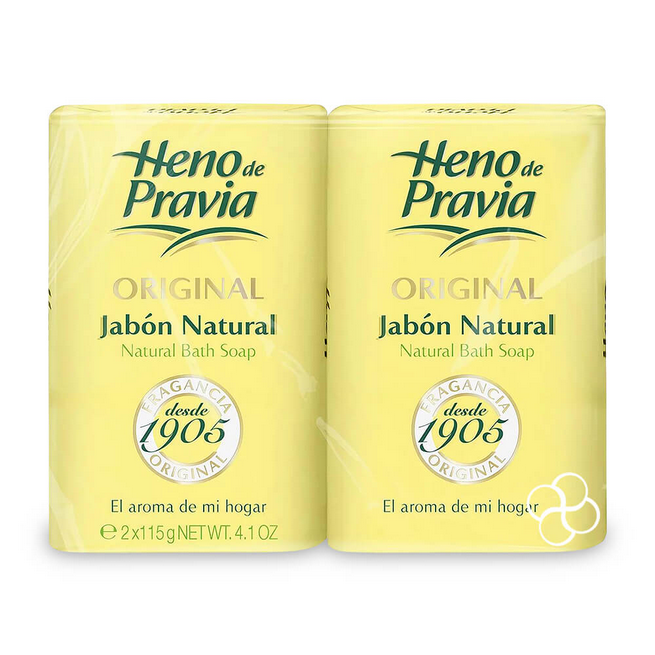 Heno de
Pravia
ORIGINAL
Jabón Natural
Natural Bath Soap
FRAGANCIA
desde
1905
ORIGINAL
El aroma de mi hogar
e 2x115g NET WT. 4.1 OZ
Heno de
Pravia
ORIGINAL
Jabón Natural
Natural Bath Soap
FRAGANCIA
desde
1905
ORIGINAL
El aroma de mi hogar